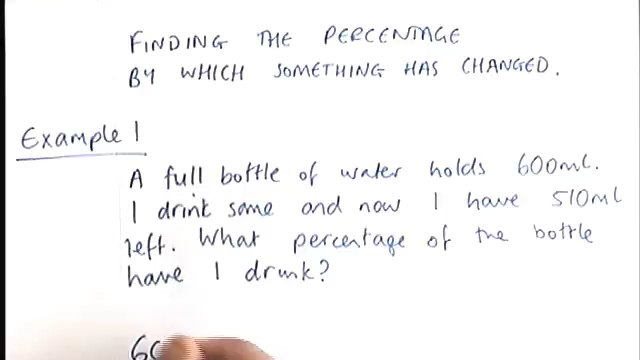 FINDING THE PERCENTAGE
BY WHICH SOMETHING HAS CHANGED.
Example 1
A full bottle of water holds 600ml.
I drink some and now I have 510ml
left. What percentage of the bottle
have I drunk?